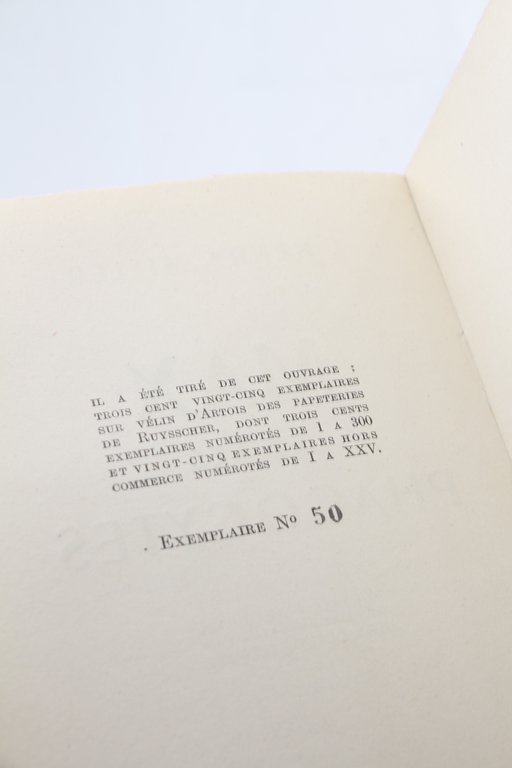 IL A ÉTÉ TIRÉ DE CET OUVRAGE :
TROIS CENT VINGT-CINQ EXEMPLAIRES
SUR VÉLIN D'ARTOIS DES PAPETERIES
DE RUYSSCHER, DONT TROIS CENTS
EXEMPLAIRES NUMÉROTÉS DE 1 A 300
ET VINGT-CINQ EXEMPLAIRES HORS
COMMERCE NUMÉROTÉS DE I A XXV.
. EXEMPLAIRE No 50